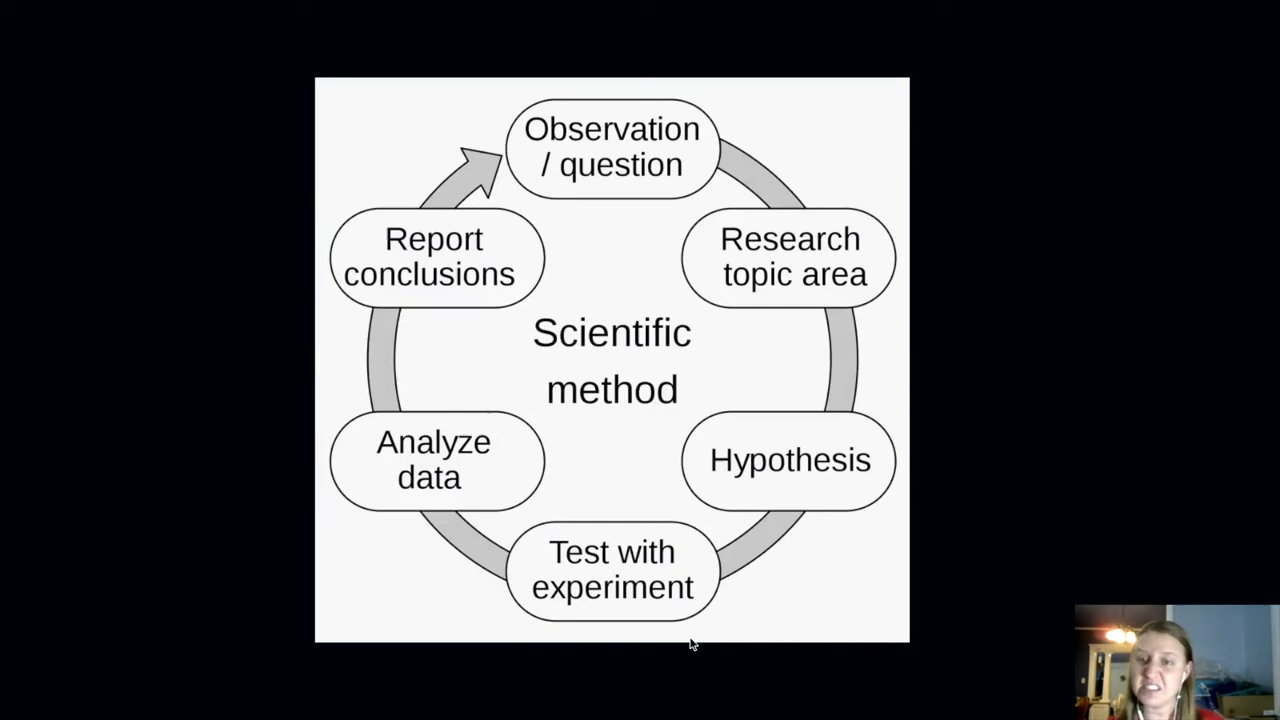 Observation
/ question
Research
topic area
Hypothesis
Test with
experiment
Analyze
data
Report
conclusions
Scientific
method